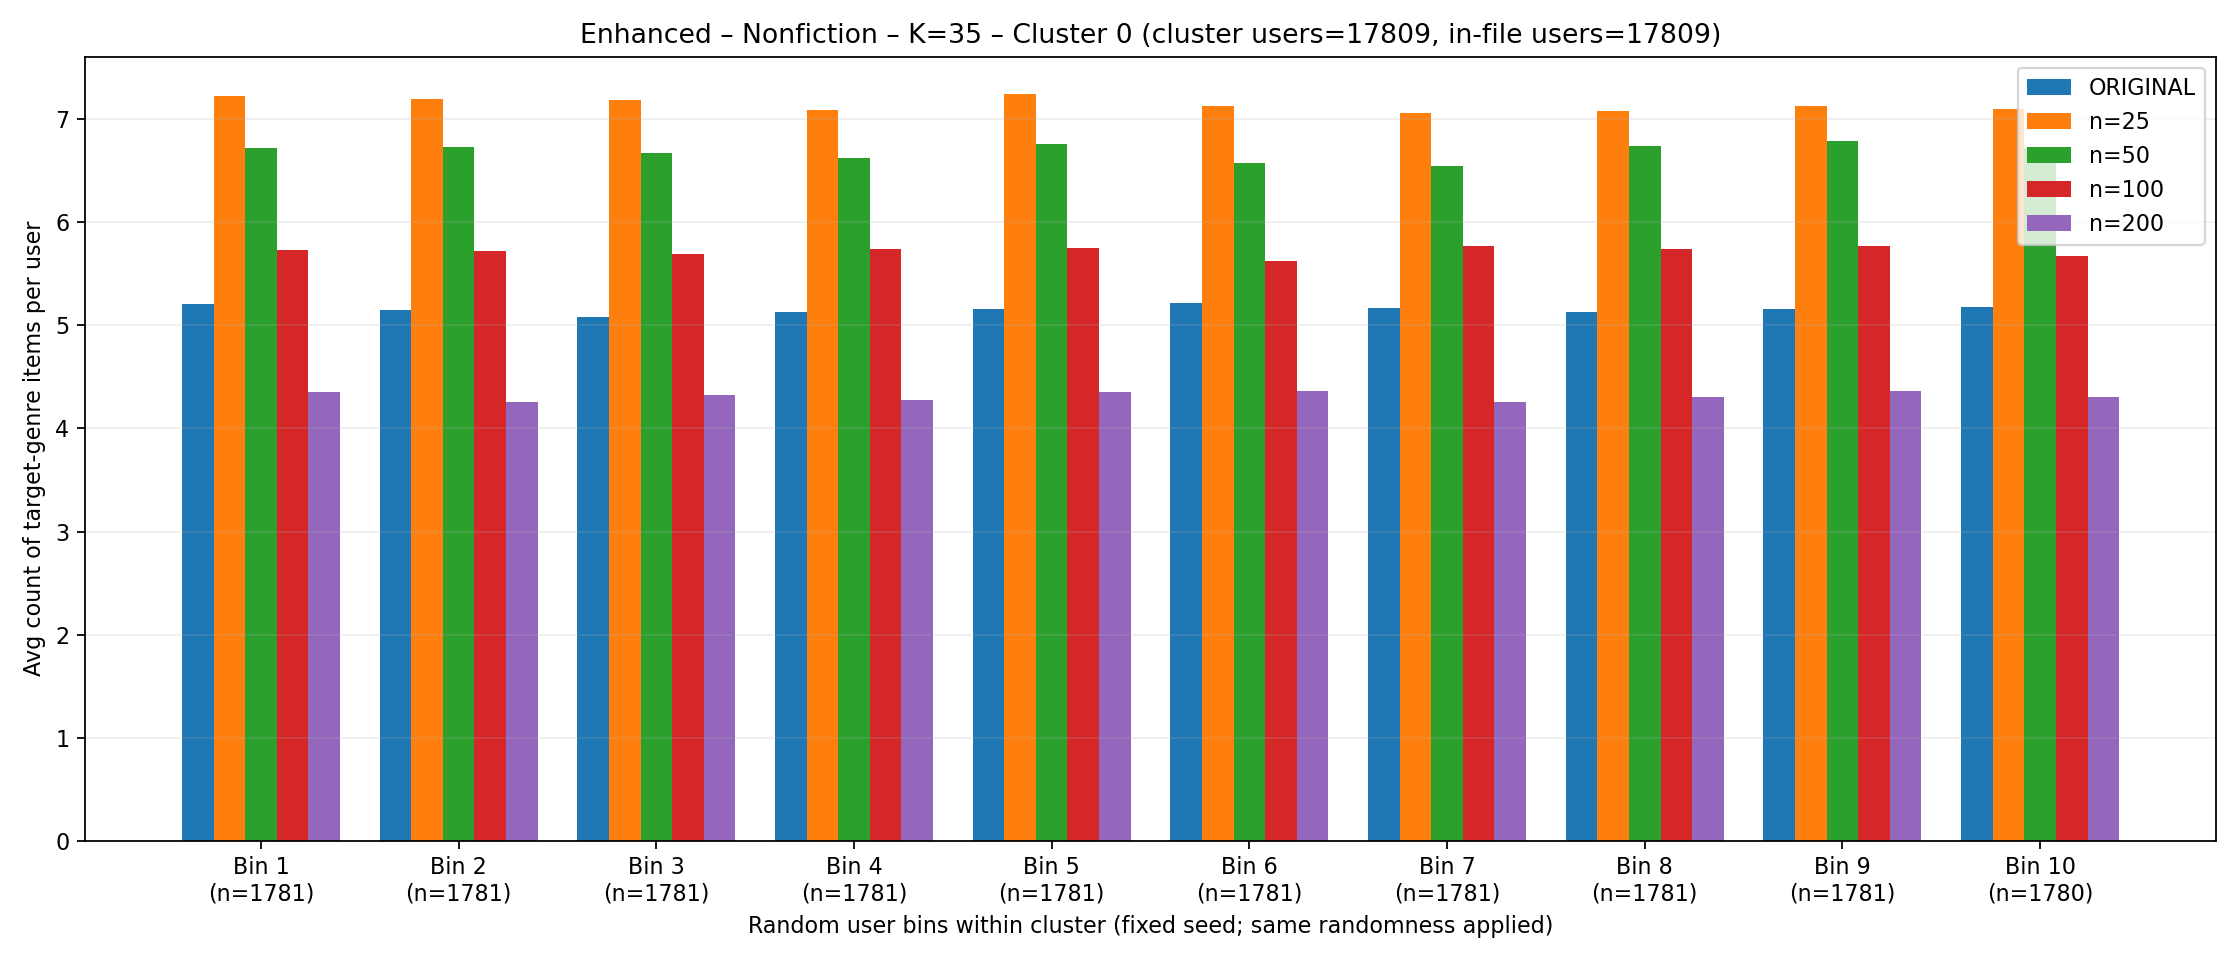 Enhanced – Nonfiction – K=35 – Cluster 0 (cluster users=17809, in-file users=17809)
ORIGINAL
n=25
n=50
n=100
n=200
Avg count of target-genre items per user
7
6
5
4
3
2
1
0
Bin 1
(n=1781)
Bin 2
(n=1781)
Bin 3
(n=1781)
Bin 4
(n=1781)
Bin 5
(n=1781)
Bin 6
(n=1781)
Bin 7
(n=1781)
Bin 8
(n=1781)
Bin 9
(n=1781)
Bin 10
(n=1780)
Random user bins within cluster (fixed seed; same randomness applied)